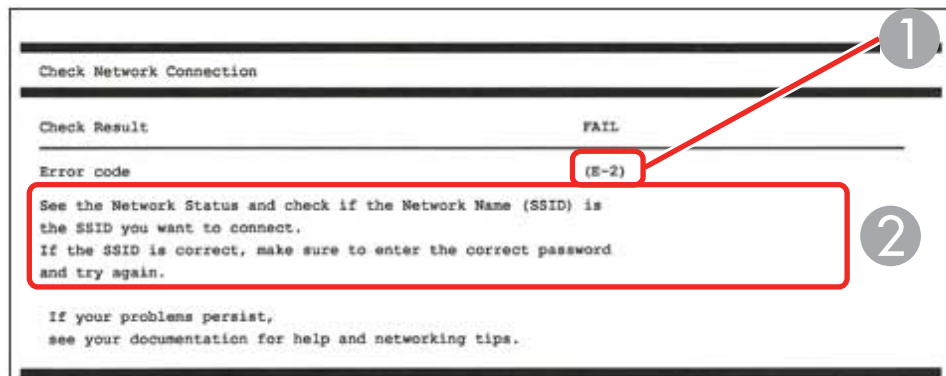 1
Check Network Connection
Check Result FAIL
Error code (E-2)
See the Network Status and check if the Network Name (SSID) is
the SSID you want to connect.
If the SSID is correct, make sure to enter the correct password
and try again.
2
If your problems persist,
see your documentation for help and networking tips.